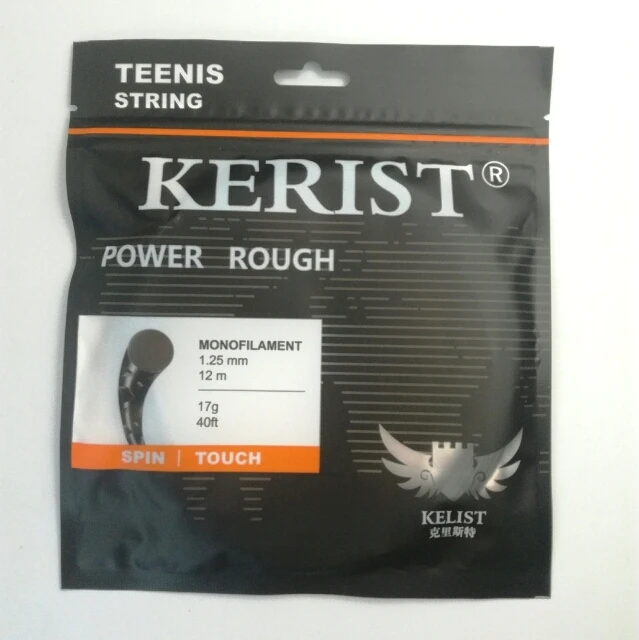 TEENIS
STRING
KERIST®
POWER ROUGH
MONOFILAMENT
1.25 mm
12 m
17g
40ft
SPIN | TOUCH
KELIST
克里斯特